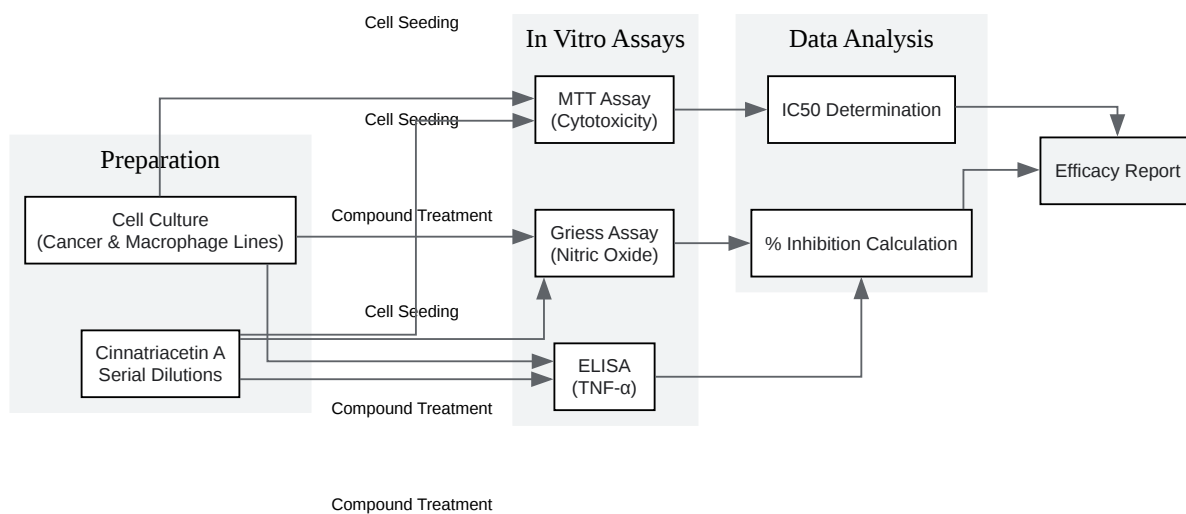 Cell Seeding
In Vitro Assays
Data Analysis
MTT Assay
(Cytotoxicity)
IC50 Determination
Cell Seeding
Preparation
Efficacy Report
Cell Culture
(Cancer & Macrophage Lines)
Compound Treatment
Griess Assay
(Nitric Oxide)
% Inhibition Calculation
Cell Seeding
Cinnatriacetin A
Serial Dilutions
ELISA
(TNF-α)
Compound Treatment
Compound Treatment